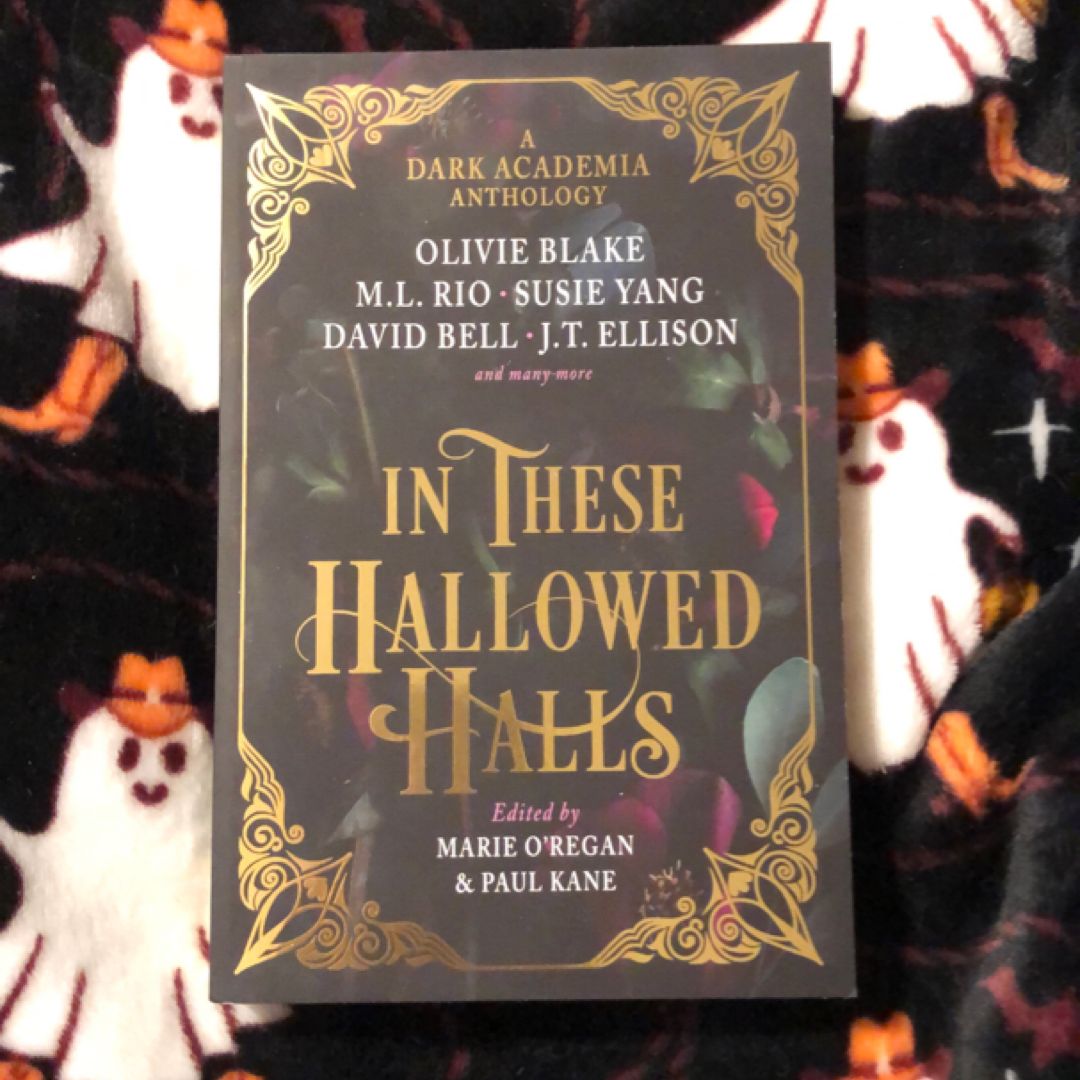 A
DARK ACADEMIA
ANTHOLOGY
OLIVIE BLAKE
M.L. RIO · SUSIE YANG
DAVID BELL · J.T. ELLISON
and many more
IN THESE
HALLOWED
HALLS
Edited by
MARIE O'REGAN
& PAUL KANE